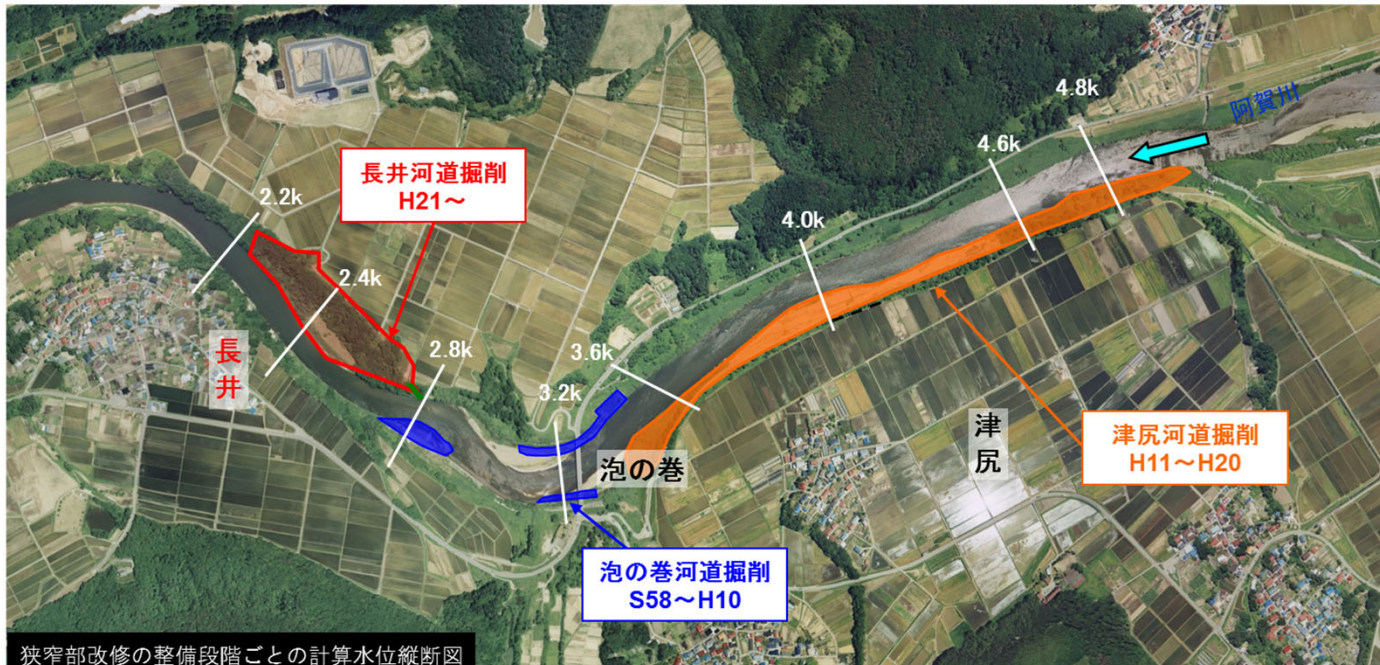 阿賀川
4.8k
4.6k
4.0k
3.6k
3.2k
2.8k
2.4k
2.2k
長井河道掘削
H21～
長井
泡の巻
津尻
津尻河道掘削
H11～H20
泡の巻河道掘削
S58～H10
狭窄部改修の整備段階ごとの計算水位縦断図